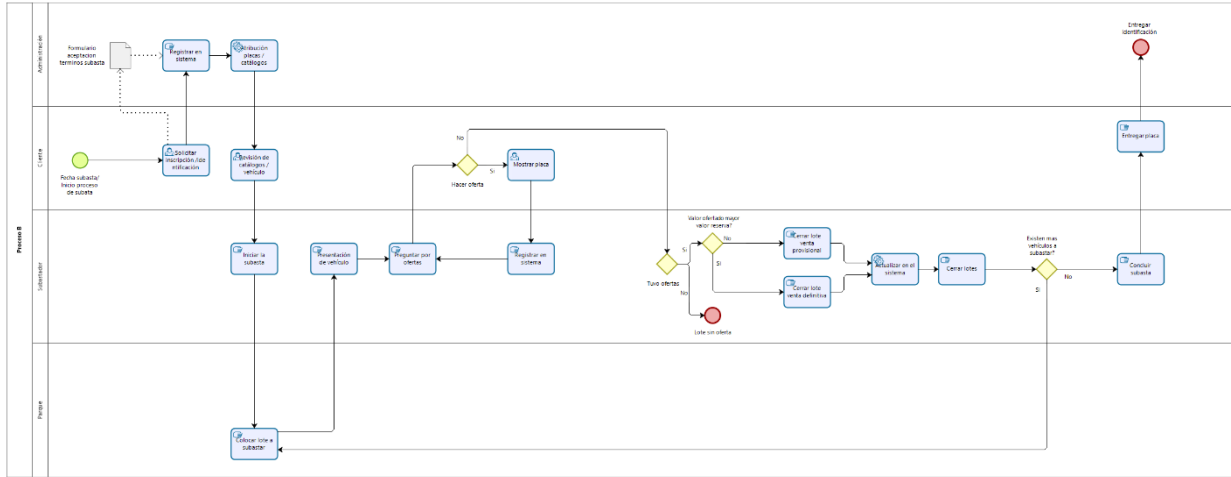 Proceso B
Administración
Formulario
aceptacion
terminos subasta
Registrar en
sistema
Atribución
placas /
catálogos
Entregar
identificación
Cliente
Fecha subasta/
Inicio proceso
de subata
Solicitar
inscripción /ide
ntificación
Revisión de
catálogos /
vehículo
No
Hacer oferta
Si
Mostrar placa
Entregar placa
Subastador
Iniciar la
subasta
Presentación
de vehículo
Preguntar por
ofertas
Registrar en
sistema
Tuvo ofertas
Si
No
Valor ofertado mayor
valor reserva?
No
Si
Lote sin oferta
Cerrar lote
venta
provisional
Cerrar lote
venta definitiva
Actualizar en el
sistema
Cerrar lotes
Existen mas
vehículos a
subastar?
No
Si
Concluir
subasta
Parque
Colocar lote a
subastar